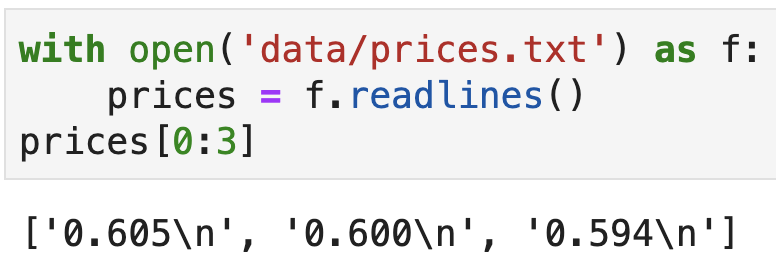 with open('data/prices.txt') as f:
    prices = f.readlines()
prices[0:3]
['0.605\n', '0.600\n', '0.594\n']